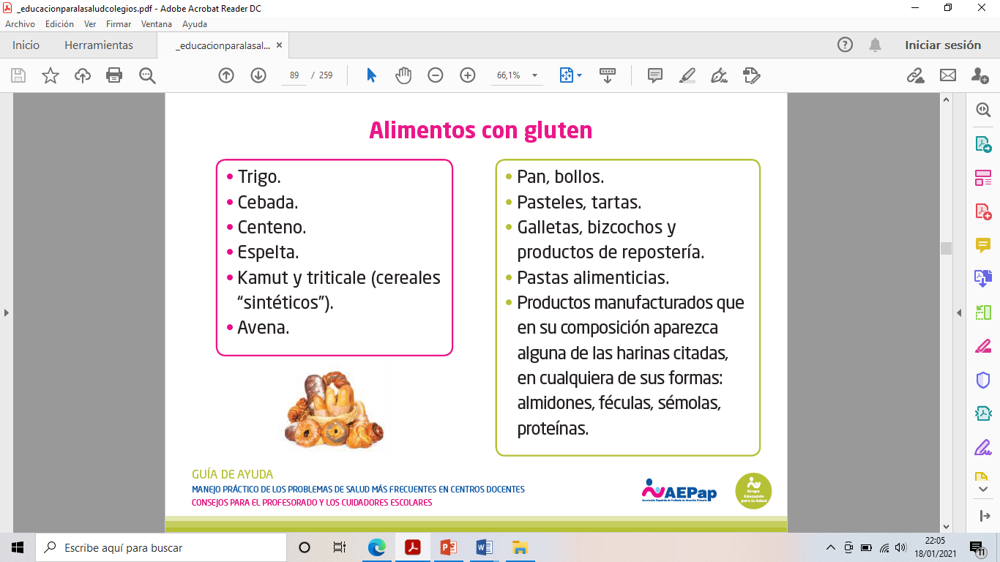 _educacionparalasaludcolegios.pdf - Adobe Acrobat Reader DC
Archivo Edición Ver Firmar Ventana Ayuda
Inicio Herramientas _educacionparalasal... Iniciar sesión
89 / 259 66,1%
Alimentos con gluten
• Trigo.
• Cebada.
• Centeno.
• Espelta.
• Kamut y triticale (cereales
“sintéticos”).
• Avena.
• Pan, bollos.
• Pasteles, tartas.
• Galletas, bizcochos y
productos de repostería.
• Pastas alimenticias.
• Productos manufacturados que
en su composición aparezca
alguna de las harinas citadas,
en cualquiera de sus formas:
almidones, féculas, sémolas,
proteínas.
GUÍA DE AYUDA
MANEJO PRÁCTICO DE LOS PROBLEMAS DE SALUD MÁS FRECUENTES EN CENTROS DOCENTES
CONSEJOS PARA EL PROFESORADO Y LOS CUIDADORES ESCOLARES
AEPap
Asociación Española de Pediatría de Atención Primaria
Grupo
Educación
para la Salud
Escribe aquí para buscar
22:05
18/01/2021
11